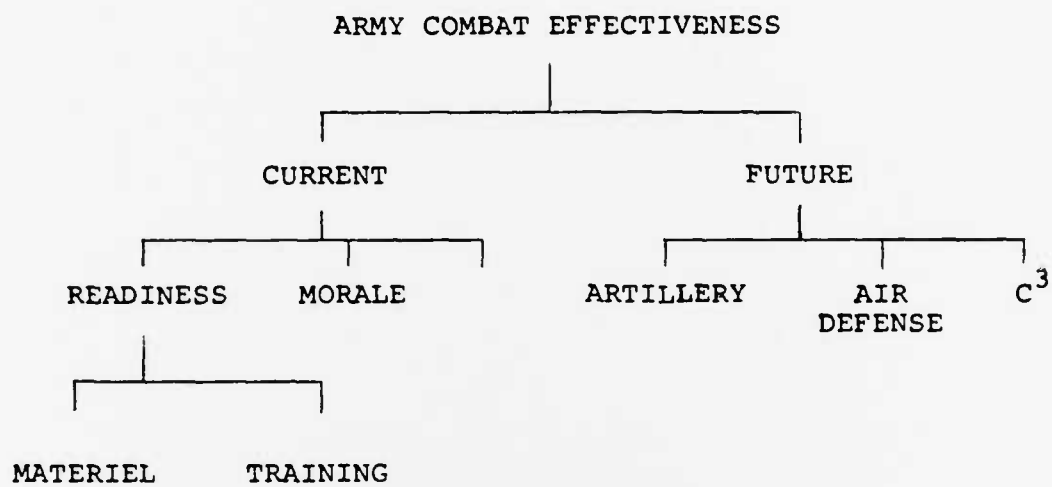 ARMY COMBAT EFFECTIVENESS
CURRENT
FUTURE
READINESS
MORALE
ARTILLERY
AIR
DEFENSE
C³
MATERIEL
TRAINING